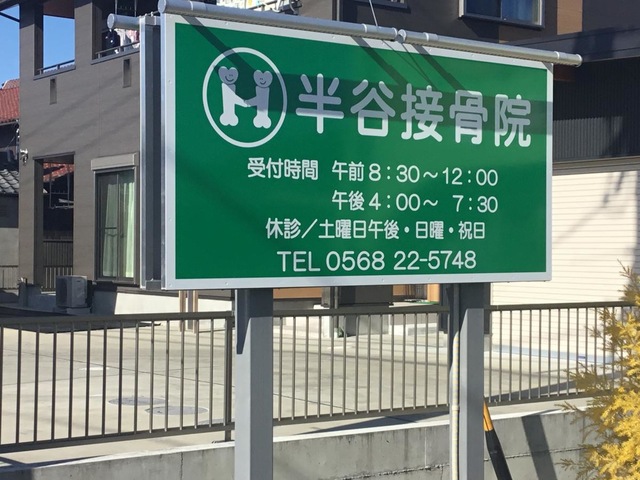 半谷接骨院
受付時間 午前 8:30～12:00
午後 4:00～ 7:30
休診／土曜日午後・日曜・祝日
TEL 0568 22-5748